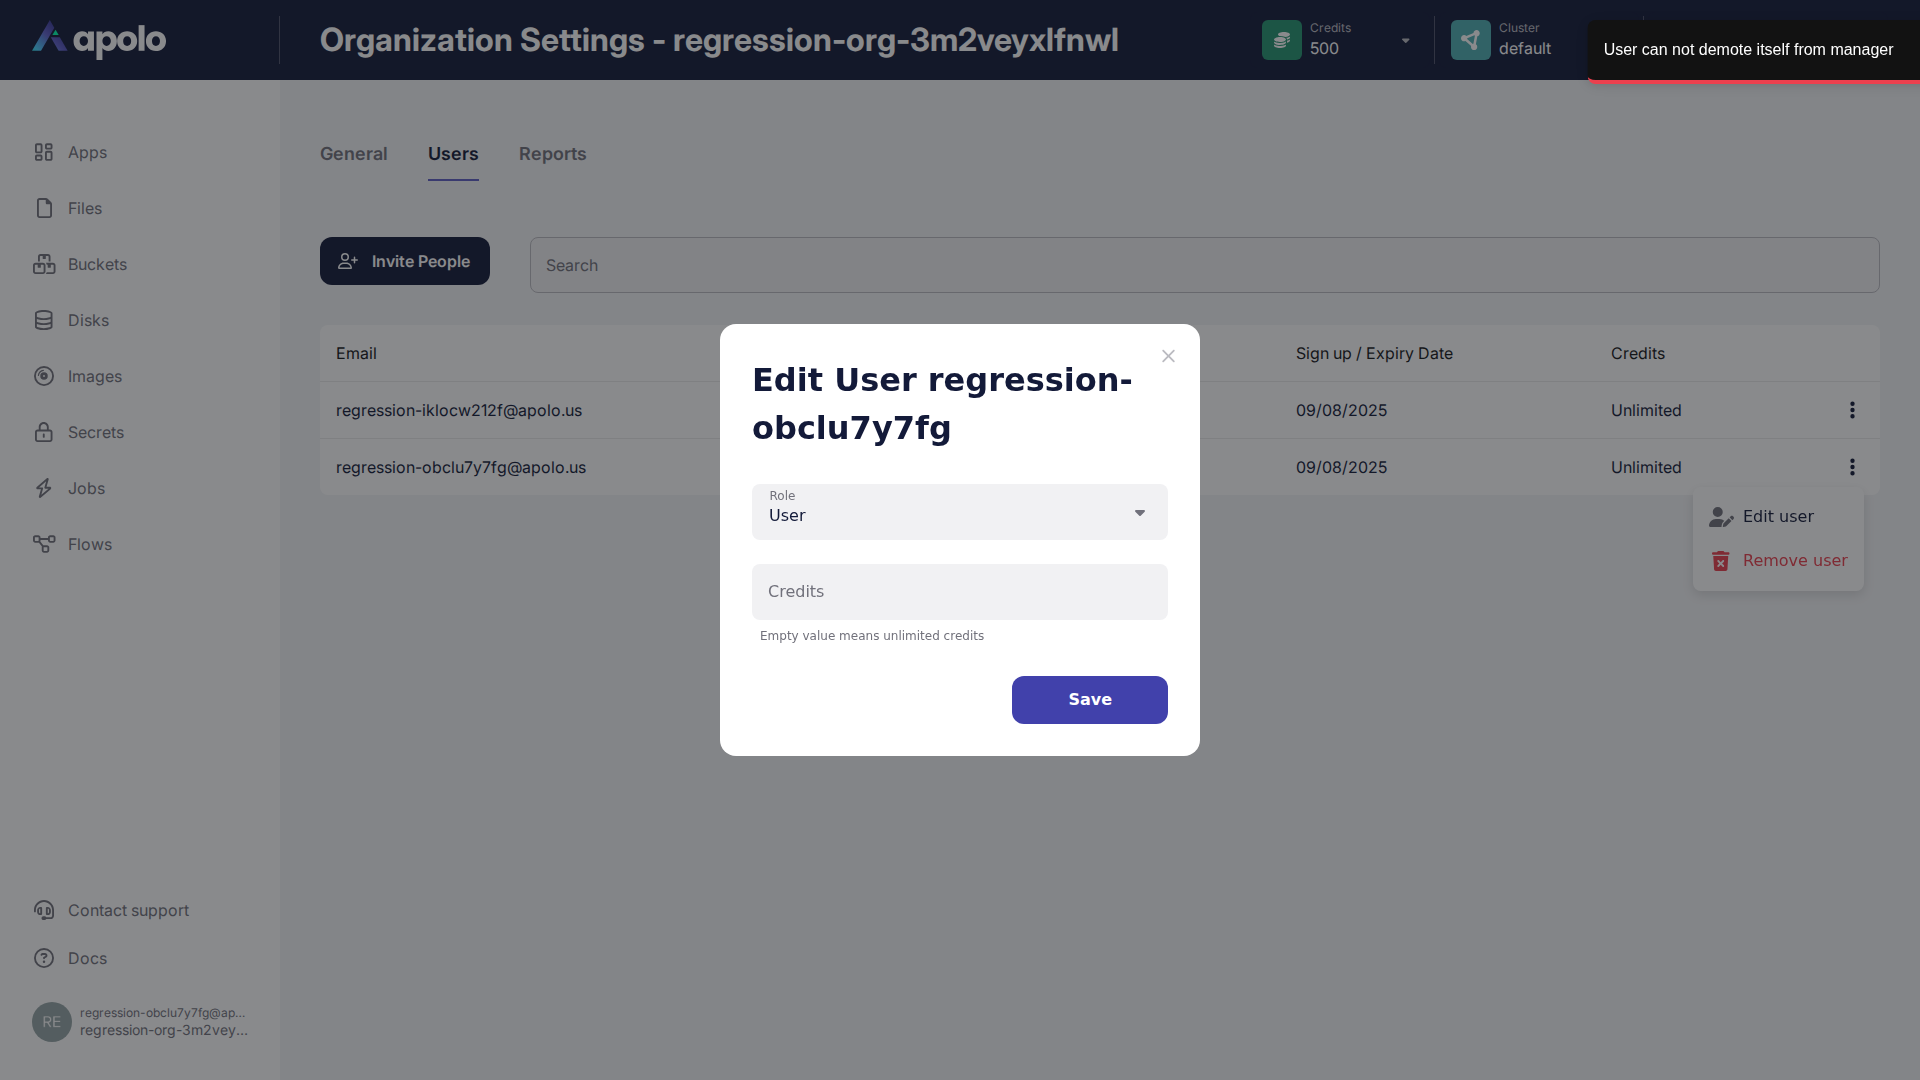 apolo
Organization Settings - regression-org-3m2veyxlfnwl
Credits
500
Cluster
default
User can not demote itself from manager
Apps
Files
Buckets
Disks
Images
Secrets
Jobs
Flows
General
Users
Reports
Invite People
Search
Email
Sign up / Expiry Date
Credits
regression-iklocw212f@apolo.us
09/08/2025
Unlimited
regression-obclu7y7fg@apolo.us
09/08/2025
Unlimited
Edit user
Remove user
Edit User regression-
obclu7y7fg
Role
User
Credits
Empty value means unlimited credits
Save
Contact support
Docs
RE
regression-obclu7y7fg@ap...
regression-org-3m2vey...